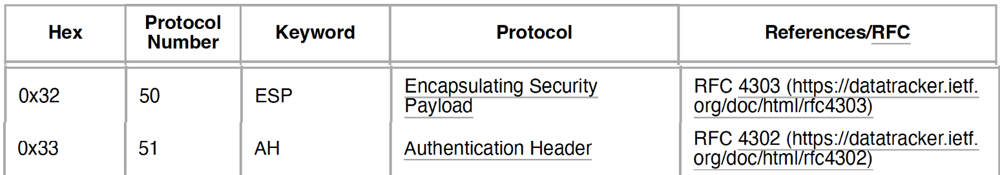 Hex Protocol Number Keyword Protocol References/RFC
0x32 50 ESP Encapsulating Security Payload RFC 4303 (https://datatracker.ietf.org/doc/html/rfc4303)
0x33 51 AH Authentication Header RFC 4302 (https://datatracker.ietf.org/doc/html/rfc4302)